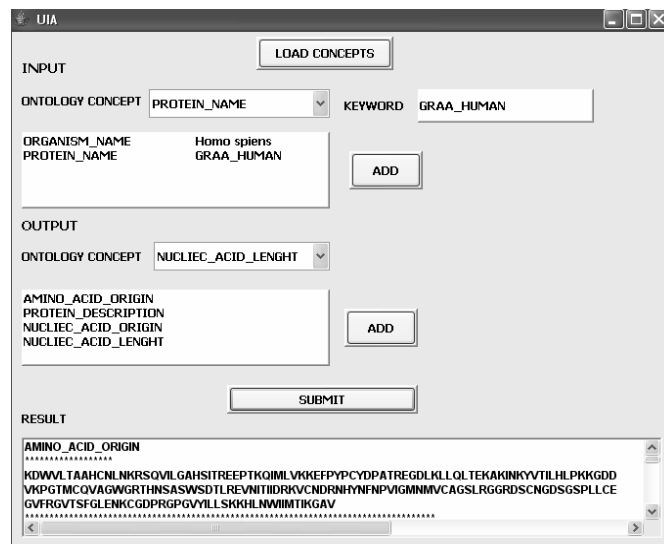 UIA
LOAD CONCEPTS
INPUT
ONTOLOGY CONCEPT PROTEIN_NAME KEYWORD GRAA_HUMAN
ORGANISM_NAME Homo spiens
PROTEIN_NAME GRAA_HUMAN
ADD
OUTPUT
ONTOLOGY CONCEPT NUCLIEC_ACID_LENGHT
AMINO_ACID_ORIGIN
PROTEIN_DESCRIPTION
NUCLIEC_ACID_ORIGIN
NUCLIEC_ACID_LENGHT
ADD
SUBMIT
RESULT
AMINO_ACID_ORIGIN
******************
KDWVLTAAHCNLNKRSQVILGAHSITREEPTKQIMLVKKEFPYPCYDPATREGDLKLLQLTEKAKINKYVTILHLPKKGDD
VKPGTMCQVAGWGRTHNSASWSDTLREVNITIIDRKVCNDRNHYNFNPVIGMNMVCAGSLRGGRDSCNGDSGSPLLCE
GVFRGVTSFGLENKCGDPRGPGVYILLSKKHLNWIIMTIKGAV
**********************************************************************************